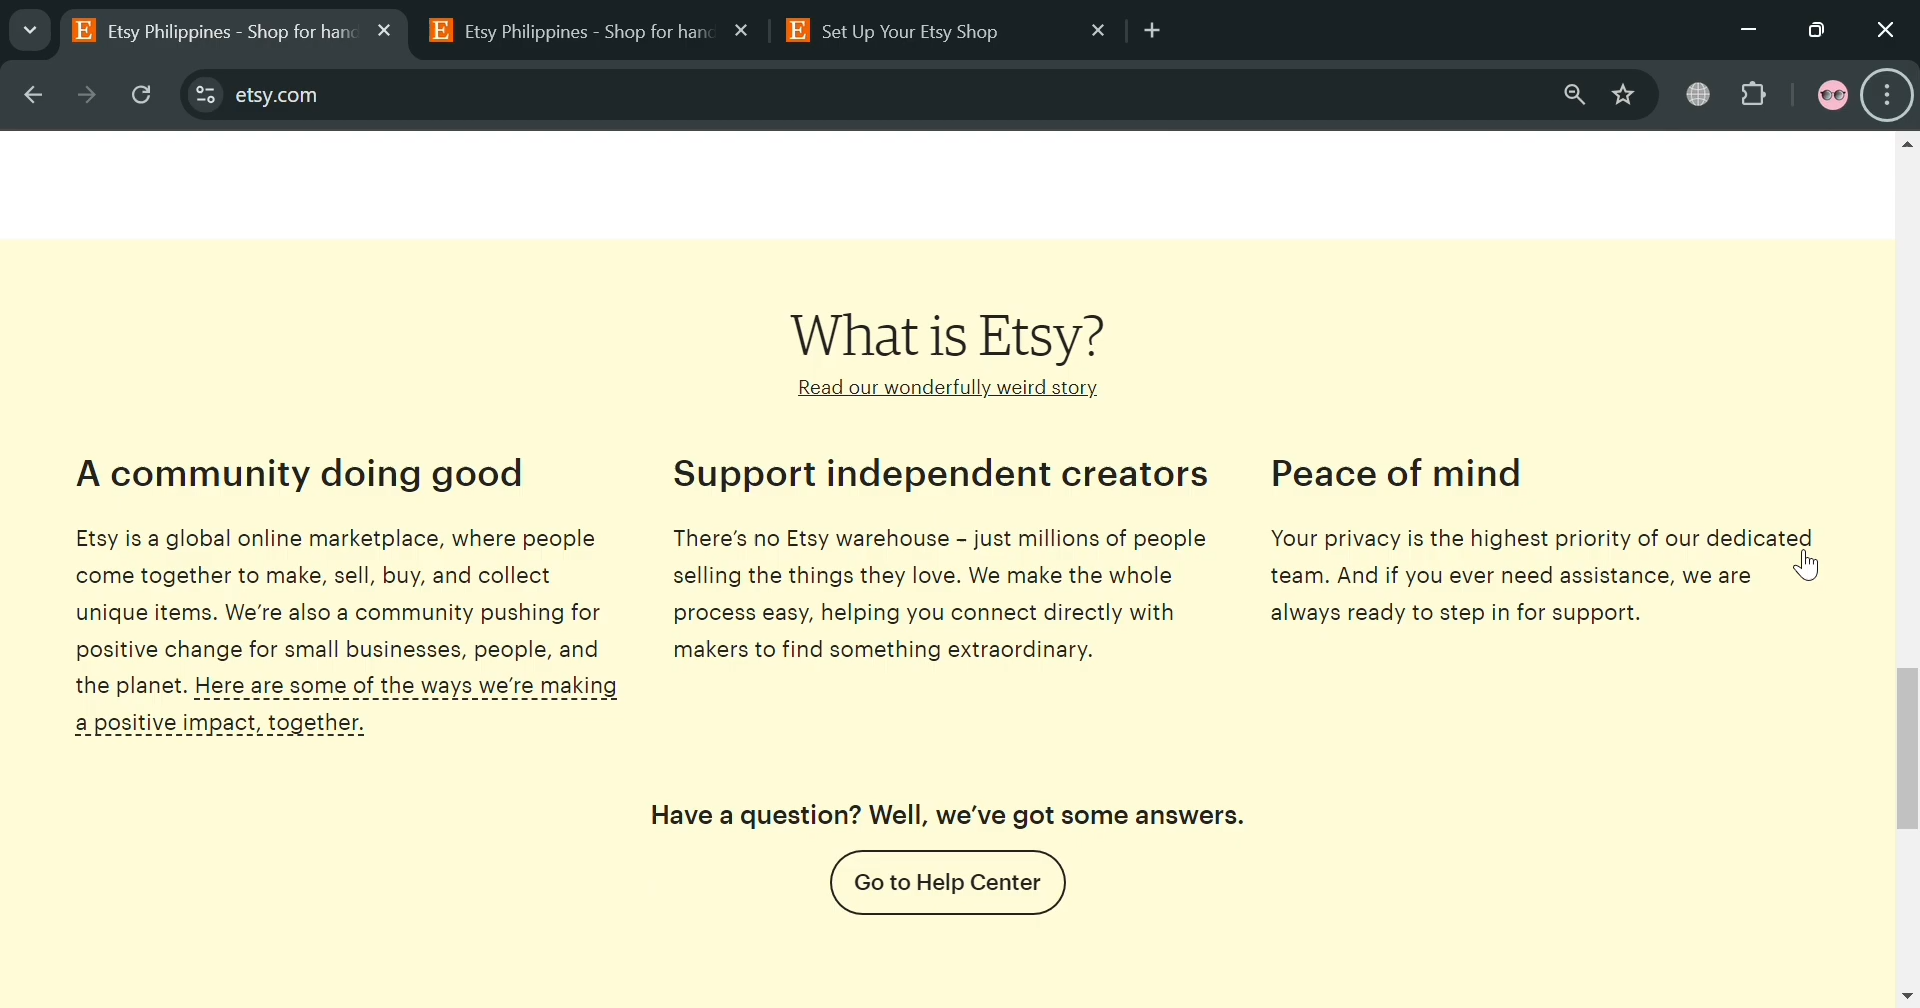 Etsy Philippines - Shop for hand
Etsy Philippines - Shop for hand
Set Up Your Etsy Shop
etsy.com
What is Etsy?
Read our wonderfully weird story
A community doing good
Etsy is a global online marketplace, where people
come together to make, sell, buy, and collect
unique items. We're also a community pushing for
positive change for small businesses, people, and
the planet. Here are some of the ways we're making
a positive impact, together.
Support independent creators
There's no Etsy warehouse – just millions of people
selling the things they love. We make the whole
process easy, helping you connect directly with
makers to find something extraordinary.
Peace of mind
Your privacy is the highest priority of our dedicated
team. And if you ever need assistance, we are
always ready to step in for support.
Have a question? Well, we've got some answers.
Go to Help Center